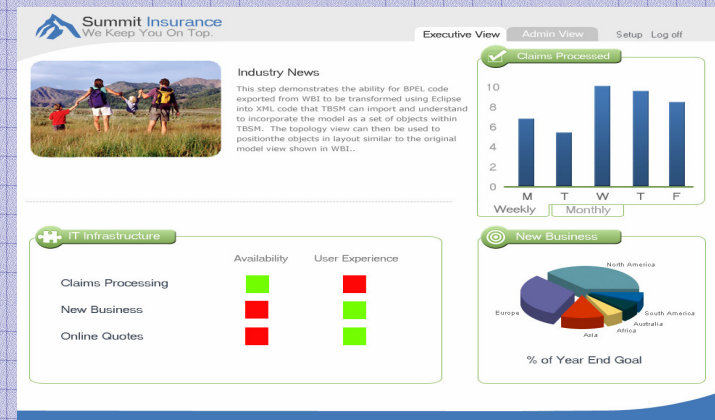 Summit Insurance
We Keep You On Top.
Executive View
Admin View
Setup Log off
Industry News
This step demonstrates the ability for BPEL code
exported from WBI to be transformed using Eclipse
into XML code that TBSM can import and understand
to incorporate the model as a set of objects within
TBSM. The topology view can then be used to
positionthe objects in layout similar to the original
model view shown in WBI..
Claims Processed
10
8
6
4
2
0
M T W T F
Weekly Monthly
IT Infrastructure
Availability User Experience
Claims Processing
New Business
Online Quotes
New Business
North America
Europe
South America
Australia
Africa
Asia
% of Year End Goal